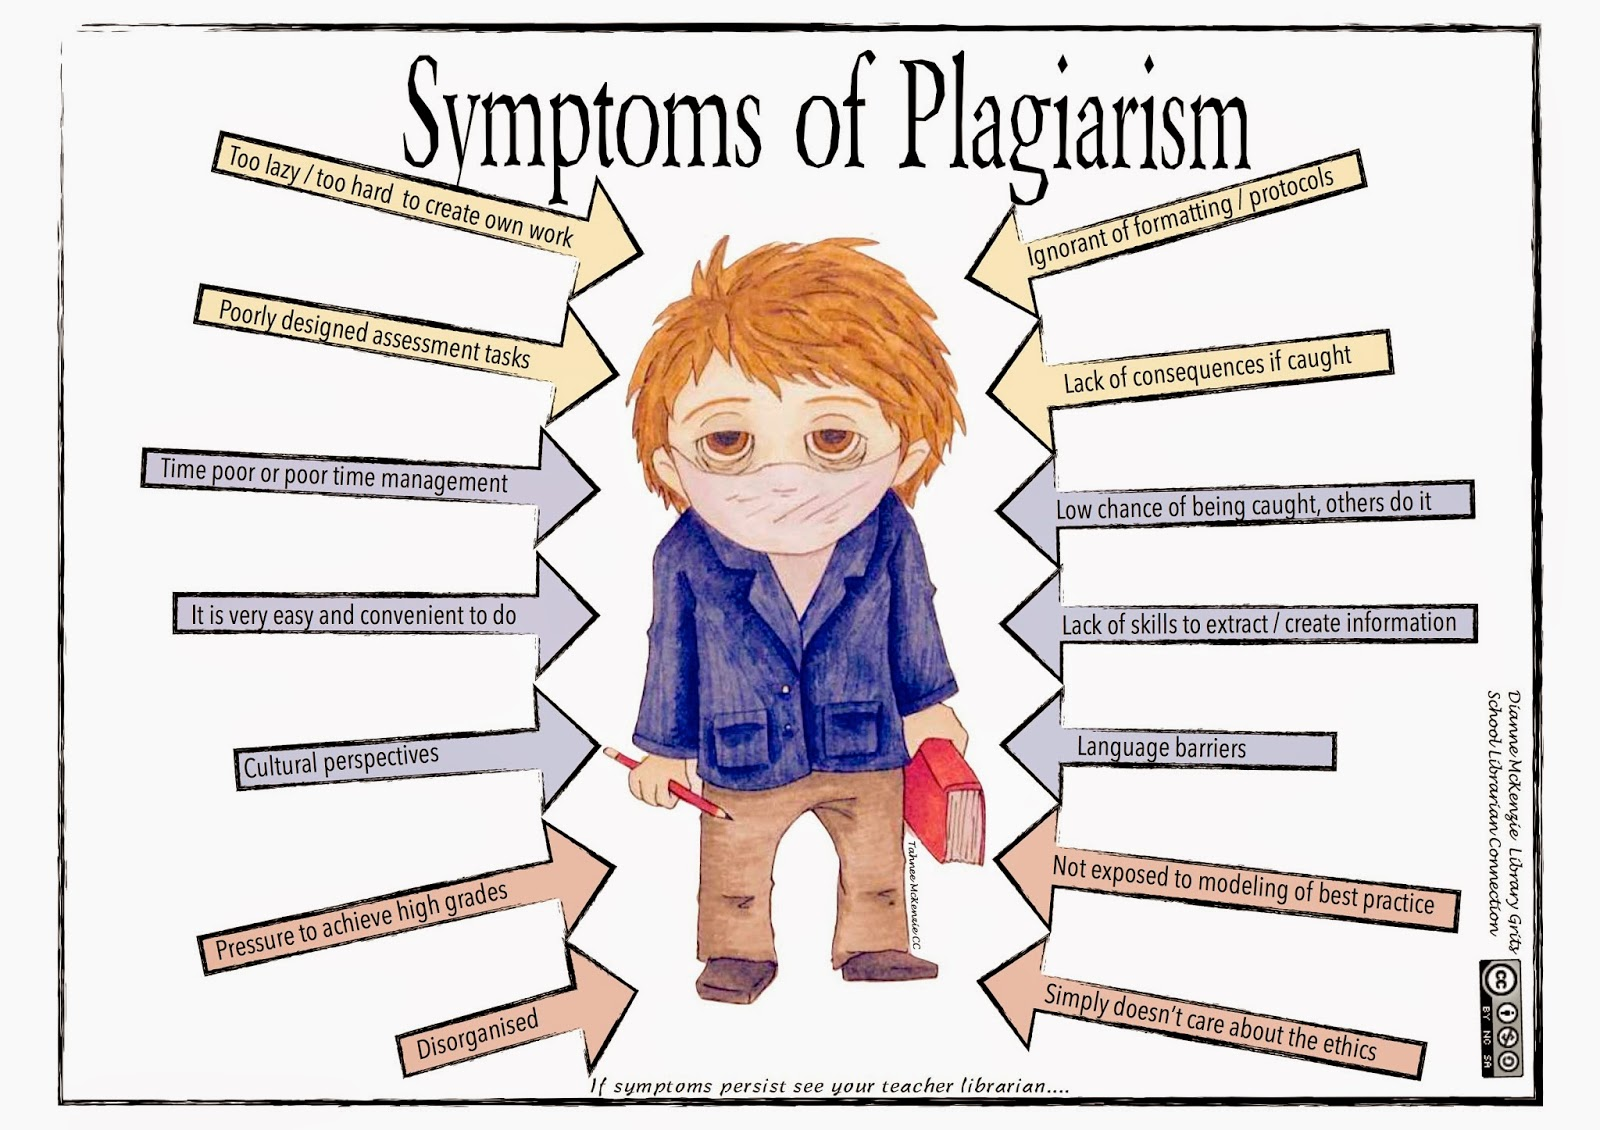 Symptoms of Plagiarism
Too lazy / too hard to create own work
Poorly designed assessment tasks
Time poor or poor time management
It is very easy and convenient to do
Cultural perspectives
Pressure to achieve high grades
Disorganised
Ignorant of formatting / protocols
Lack of consequences if caught
Low chance of being caught, others do it
Lack of skills to extract / create information
Language barriers
Not exposed to modeling of best practice
Simply doesn't care about the ethics
Tahnee McKenzie CC
If symptoms persist see your teacher librarian....
Dianne McKenzie Library Grits
School Librarian Connection
cc
BY NC SA